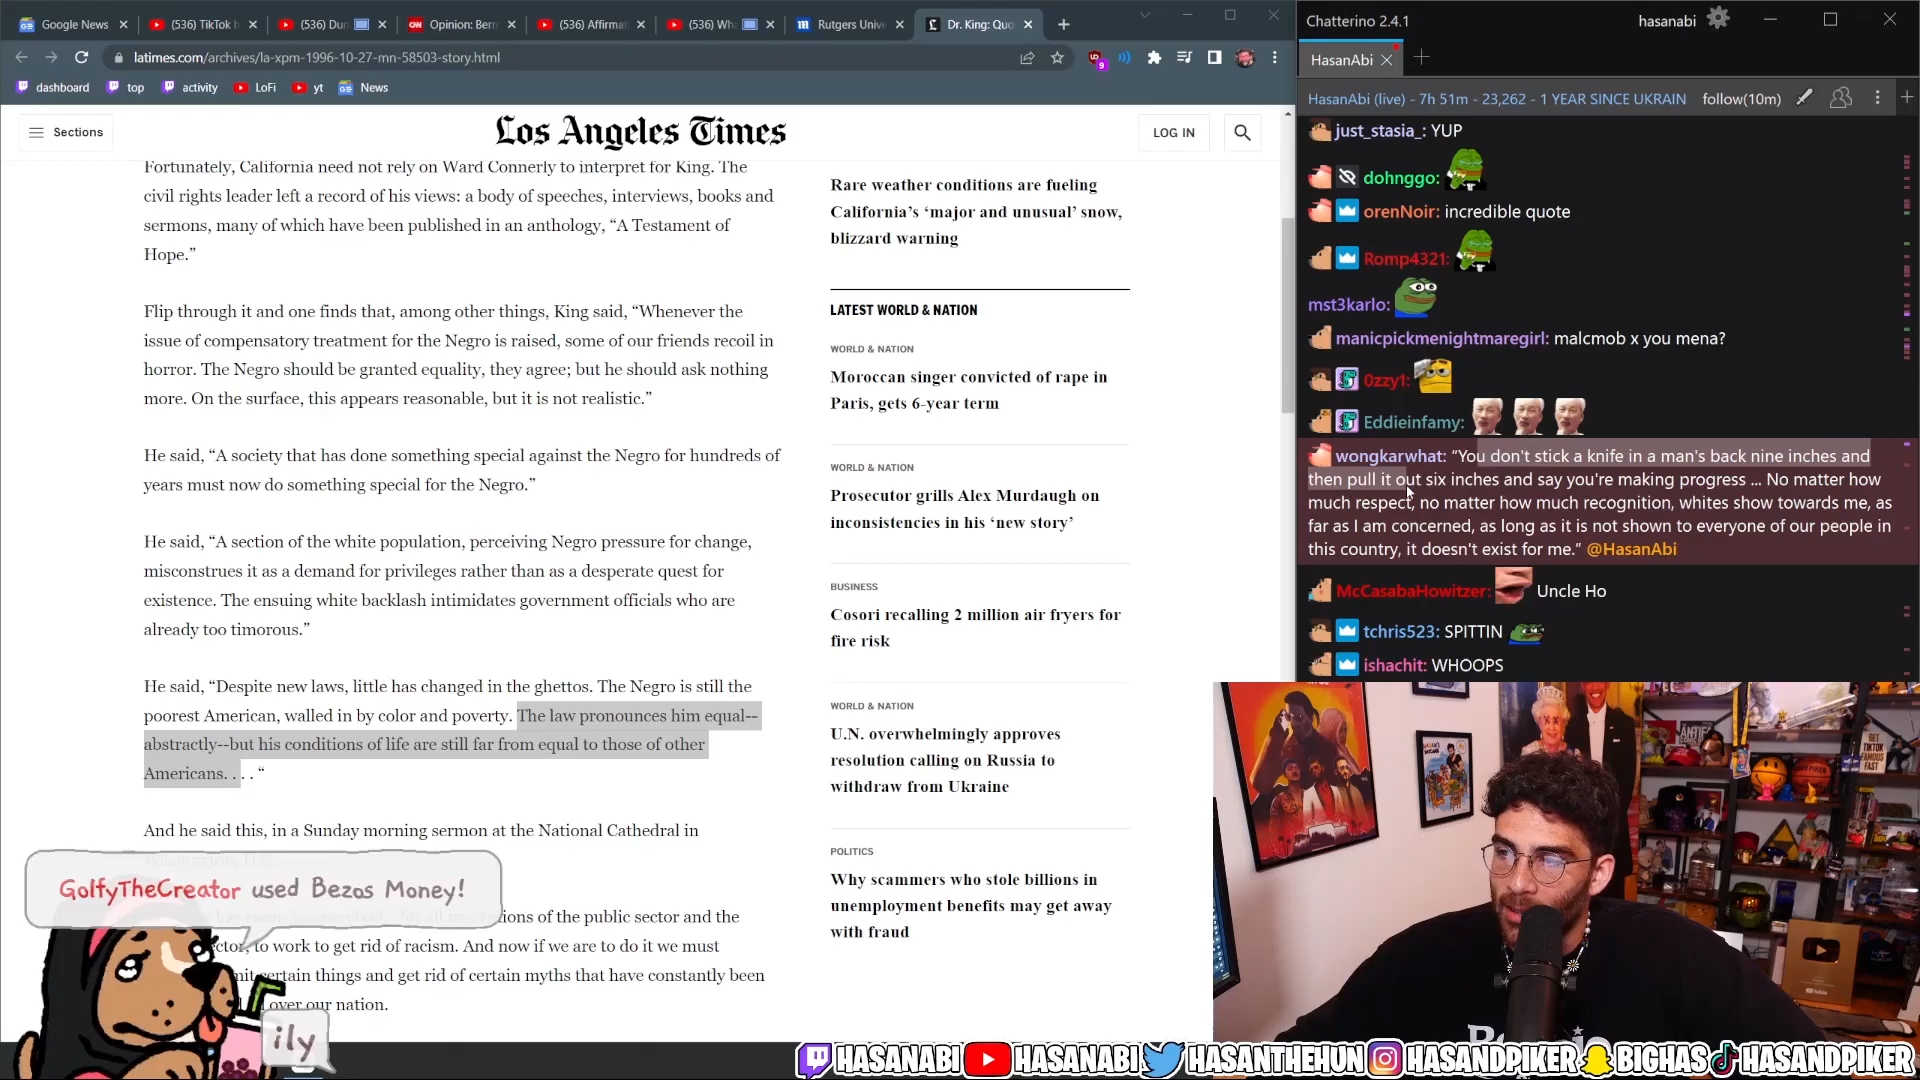 Google News
(536) TikTok h
(536) Dur
Opinion: Bern
(536) Affirmat
(536) Wha
Rutgers Unive
Dr. King: Quo
latimes.com/archives/la-xpm-1996-10-27-mn-58503-story.html
9
dashboard
top
activity
LoFi
yt
News
Sections
Los Angeles Times
LOG IN
Fortunately, California need not rely on Ward Connerly to interpret for King. The
civil rights leader left a record of his views: a body of speeches, interviews, books and
sermons, many of which have been published in an anthology, “A Testament of
Hope.”
Flip through it and one finds that, among other things, King said, “Whenever the
issue of compensatory treatment for the Negro is raised, some of our friends recoil in
horror. The Negro should be granted equality, they agree; but he should ask nothing
more. On the surface, this appears reasonable, but it is not realistic.”
He said, “A society that has done something special against the Negro for hundreds of
years must now do something special for the Negro.”
He said, “A section of the white population, perceiving Negro pressure for change,
misconstrues it as a demand for privileges rather than as a desperate quest for
existence. The ensuing white backlash intimidates government officials who are
already too timorous.”
He said, “Despite new laws, little has changed in the ghettos. The Negro is still the
poorest American, walled in by color and poverty. The law pronounces him equal--
abstractly--but his conditions of life are still far from equal to those of other
Americans. . . . “
And he said this, in a Sunday morning sermon at the National Cathedral in
of the public sector and the
to work to get rid of racism. And now if we are to do it we must
certain things and get rid of certain myths that have constantly been
over our nation.
GolfyTheCreator used Bezos Money!
ily
Rare weather conditions are fueling
California’s ‘major and unusual’ snow,
blizzard warning
LATEST WORLD & NATION
WORLD & NATION
Moroccan singer convicted of rape in
Paris, gets 6-year term
WORLD & NATION
Prosecutor grills Alex Murdaugh on
inconsistencies in his ‘new story’
BUSINESS
Cosori recalling 2 million air fryers for
fire risk
WORLD & NATION
U.N. overwhelmingly approves
resolution calling on Russia to
withdraw from Ukraine
POLITICS
Why scammers who stole billions in
unemployment benefits may get away
with fraud
Chatterino 2.4.1
hasanabi
HasanAbi
HasanAbi (live) - 7h 51m - 23,262 - 1 YEAR SINCE UKRAIN
follow(10m)
just_stasia_: YUP
dohnggo:
orenNoir: incredible quote
Romp4321:
mst3karlo:
manicpickmenightmaregirl: malcmob x you mena?
0zzy1:
Eddieinfamy:
wongkarwhat: “You don't stick a knife in a man's back nine inches and
then pull it out six inches and say you're making progress ... No matter how
much respect, no matter how much recognition, whites show towards me, as
far as I am concerned, as long as it is not shown to everyone of our people in
this country, it doesn't exist for me.” @HasanAbi
McCasabaHowitzer: Uncle Ho
tchris523: SPITTIN
ishachit: WHOOPS
GET
TIKTOK
FAMOUS
FAST
HASANABI
HASANABI
HASANTHEHUN
HASANDPIKER
BIGHAS
HASANDPIKER